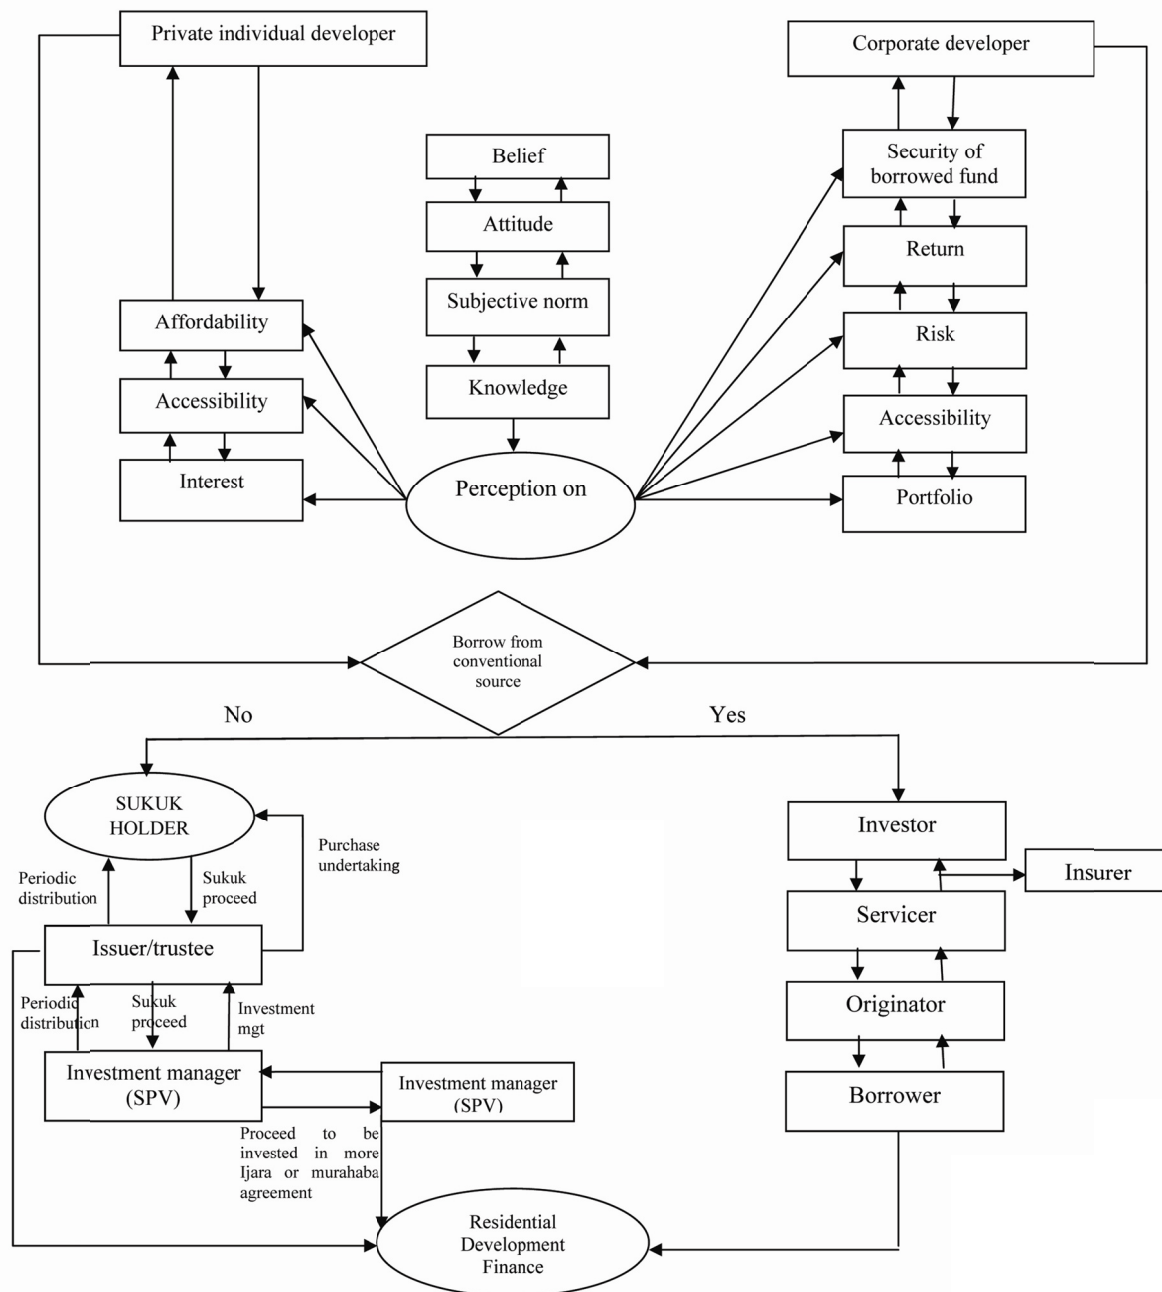 Private individual developer
Corporate developer
Belief
Attitude
Subjective norm
Knowledge
Perception on
Affordability
Accessibility
Interest
Security of
borrowed fund
Return
Risk
Accessibility
Portfolio
Borrow from
conventional
source
No
Yes
SUKUK
HOLDER
Purchase
undertaking
Periodic
distribution
Sukuk
proceed
Issuer/trustee
Periodic
distribution
Sukuk
proceed
Investment
mgt
Investment manager
(SPV)
Investment manager
(SPV)
Proceed to be
invested in more
Ijara or murahaba
agreement
Investor
Insurer
Servicer
Originator
Borrower
Residential
Development
Finance